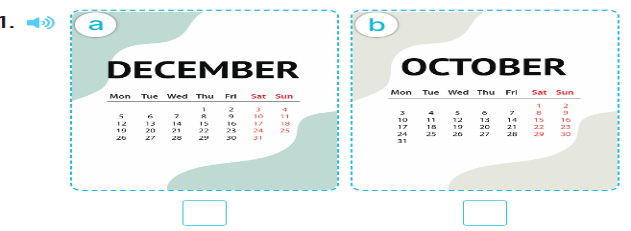 1.
a
DECEMBER
Mon Tue Wed Thu Fri Sat Sun
1 2 3 4
5 6 7 8 9 10 11
12 13 14 15 16 17 18
19 20 21 22 23 24 25
26 27 28 29 30 31
b
OCTOBER
Mon Tue Wed Thu Fri Sat Sun
1 2
3 4 5 6 7 8 9
10 11 12 13 14 15 16
17 18 19 20 21 22 23
24 25 26 27 28 29 30
31